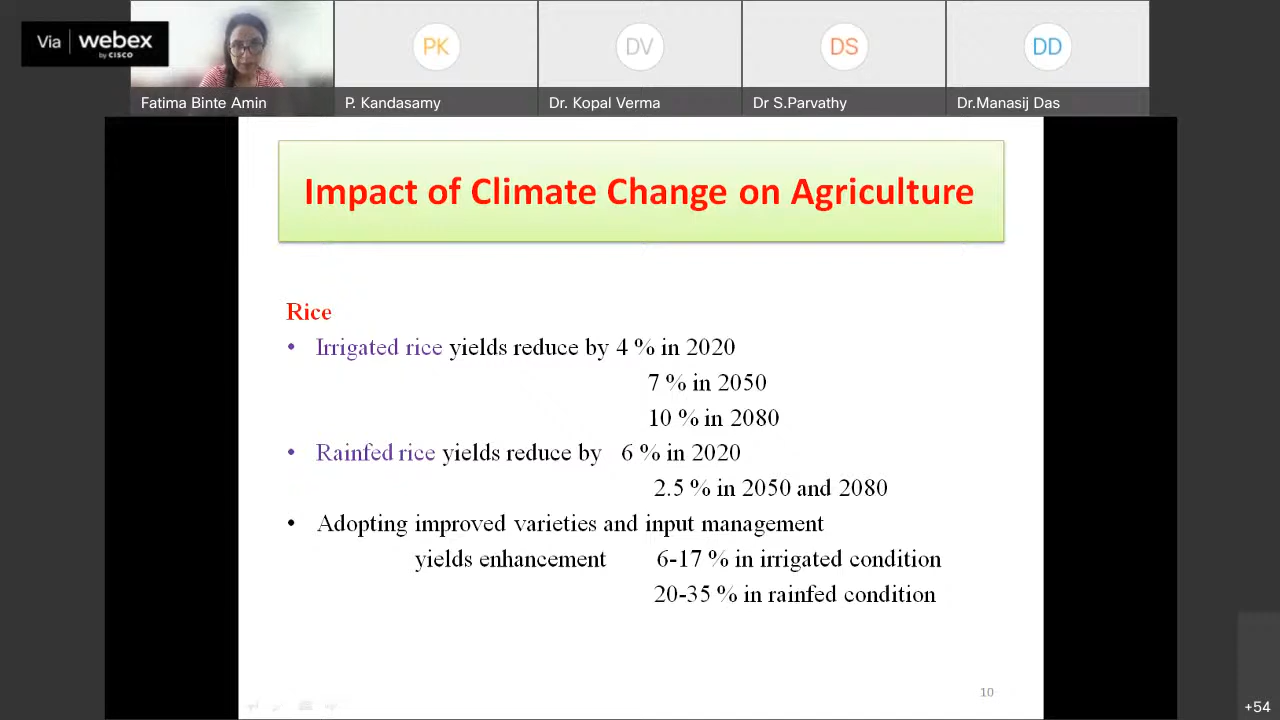 Via webex
by CISCO
PK
DV
DS
DD
Fatima Binte Amin
P. Kandasamy
Dr. Kopal Verma
Dr S.Parvathy
Dr.Manasij Das
Impact of Climate Change on Agriculture
Rice
• Irrigated rice yields reduce by 4 % in 2020
7 % in 2050
10 % in 2080
• Rainfed rice yields reduce by 6 % in 2020
2.5 % in 2050 and 2080
• Adopting improved varieties and input management
yields enhancement 6-17 % in irrigated condition
20-35 % in rainfed condition
10
+54